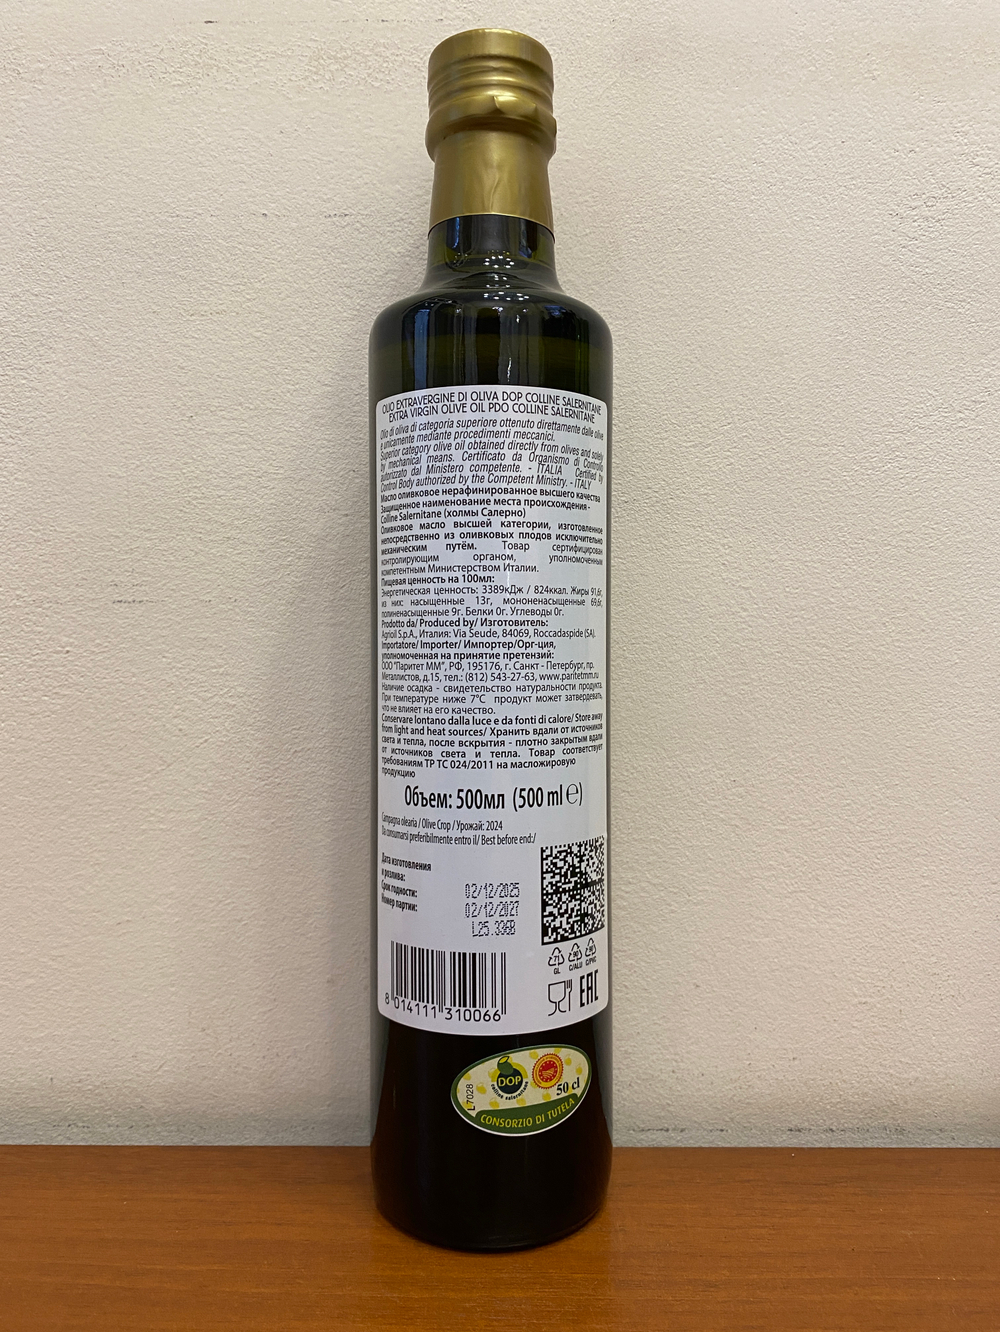 OLIO EXTRAVERGINE DI OLIVA DOP COLLINE SALERNITANE
EXTRA VIRGIN OLIVE OIL PDO COLLINE SALERNITANE
Olio di oliva di categoria superiore ottenuto direttamente dalle olive
e unicamente mediante procedimenti meccanici.
Superior category olive oil obtained directly from olives and solely
by mechanical means. Certificato da Organismo di Controllo
autorizzato dal Ministero competente. - ITALIA Certified by
Control Body authorized by the Competent Ministry. - ITALY
Масло оливковое нерафинированное высшего качества
Защищенное наименование места происхождения -
Colline Salernitane (холмы Салерно)
Оливковое масло высшей категории, изготовленное
непосредственно из оливковых плодов исключительно
механическим путём. Товар сертифицирован
контролирующим органом, уполномоченным
компетентным Министерством Италии.
Пищевая ценность на 100мл:
Энергетическая ценность: 3389кДж / 824ккал. Жиры 91,6г,
из них: насыщенные 13г, мононенасыщенные 69,6г,
полиненасыщенные 9г. Белки 0г. Углеводы 0г.
Prodotto da/ Produced by/ Изготовитель:
Agrioil S.p.A., Италия: Via Seude, 84069, Roccadaspide (SA).
Importatore/ Importer/ Импортер/Орг-ция,
уполномоченная на принятие претензий:
ООО "Паритет ММ", РФ, 195176, г. Санкт - Петербург, пр.
Металлистов, д.15, тел.: (812) 543-27-63, www.paritetmm.ru
Наличие осадка - свидетельство натуральности продукта.
При температуре ниже 7°C продукт может затвердевать,
что не влияет на его качество.
Conservare lontano dalla luce e da fonti di calore/ Store away
from light and heat sources/ Хранить вдали от источников
света и тепла, после вскрытия - плотно закрытым вдали
от источников света и тепла. Товар соответствует
требованиям ТР ТС 024/2011 на масложировую
продукцию
Объем: 500мл (500 ml ℮)
Campagna olearia / Olive Crop / Урожай: 2024
Da consumarsi preferibilmente entro il/ Best before end:/
Дата изготовления
и розлива:
Срок годности:
Номер партии:
02/12/2025
02/12/2027
L25.336B
71
GL
90
C/ALU
90
C/PVC
EAC
8 014111 310066
L7028
DOP
colline salernitane
50 cl
CONSORZIO DI TUTELA